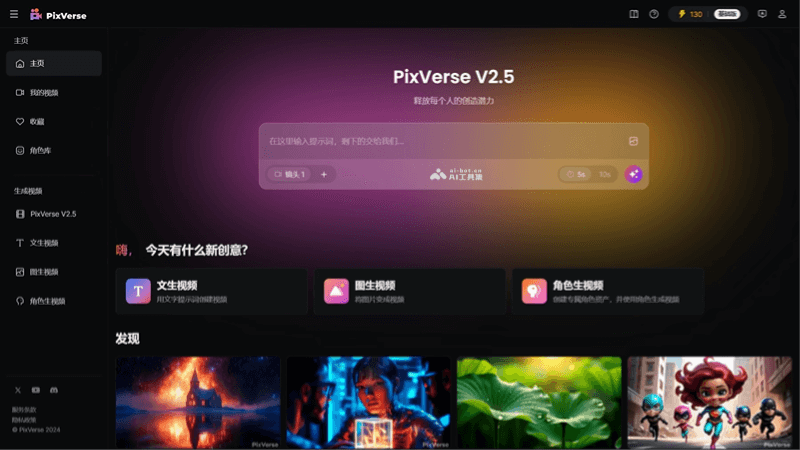 PixVerse
130
基础版
主页
主页
我的视频
收藏
角色库
生成视频
PixVerse V2.5
文生视频
图生视频
角色生视频
服务条款
隐私政策
© PixVerse 2024
PixVerse V2.5
释放每个人的创造潜力
在这里输入提示词，剩下的交给我们...
镜头 1
+
ai-bot.cn
AI工具集
5s
10s
嗨， 今天有什么新创意？
T
文生视频
用文字提示词创建视频
图生视频
将图片变成视频
角色生视频
创建专属角色资产，并使用角色生成视频
发现
PixVerse
PixVerse
PixVerse
PixVerse